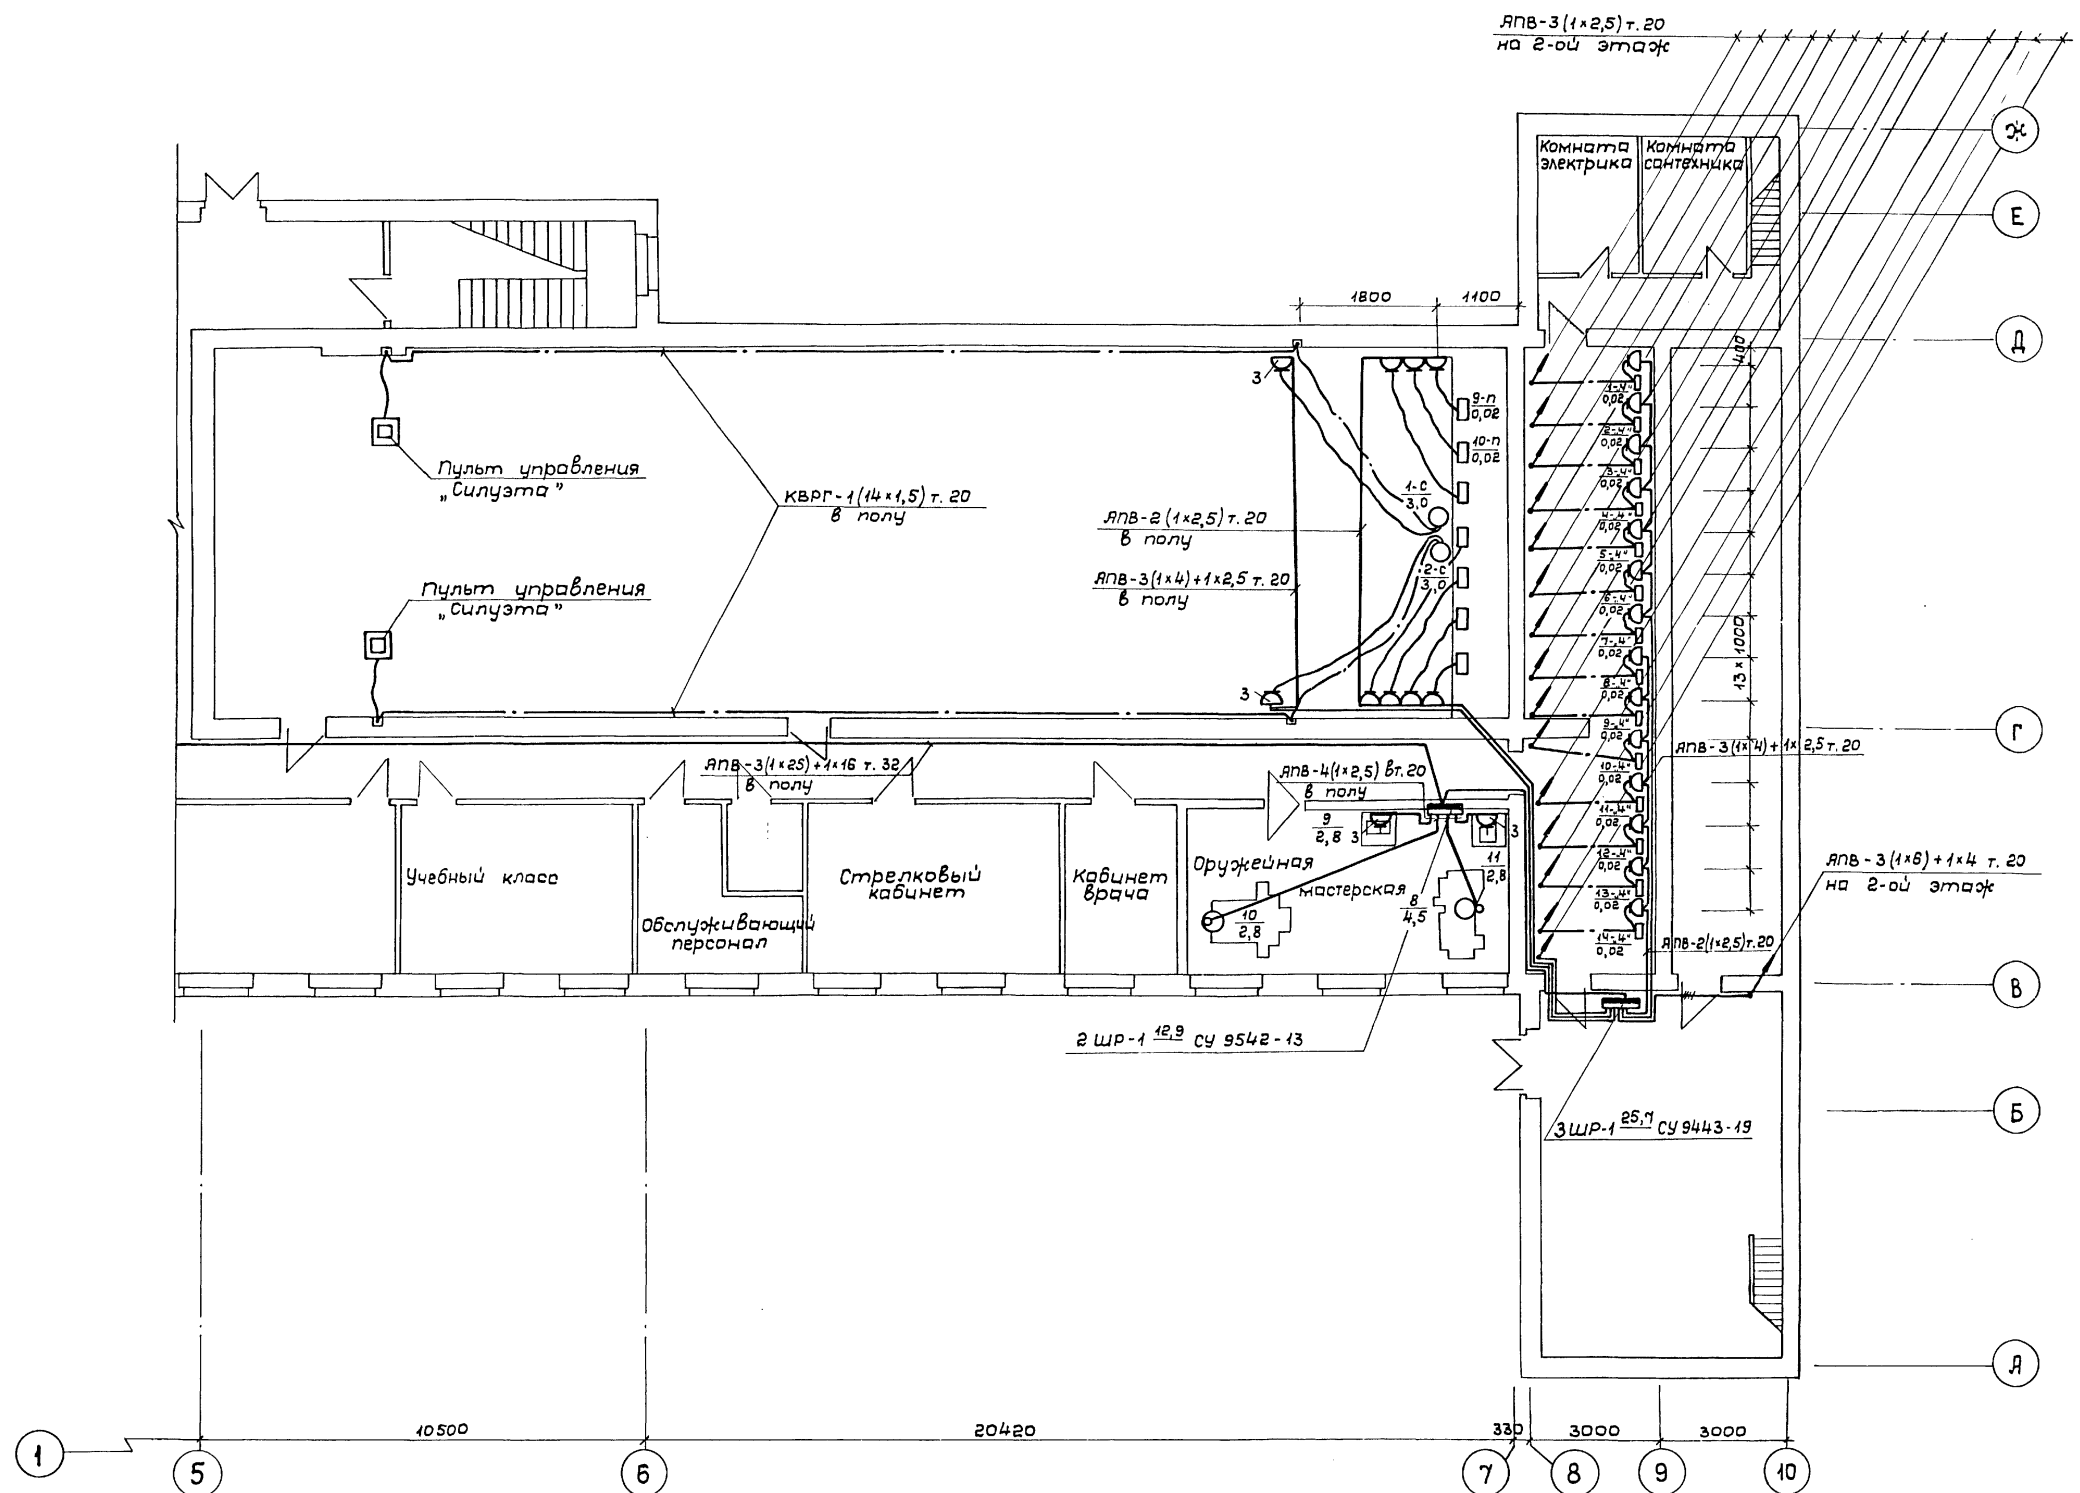 АПВ-3(1×2,5) т.20
на 2-ой этаж
Ж
Комната
электрика
Комната
сантехника
Е
1800
1100
Д
400
3
9-п
0,02
10-п
0,02
Пульт управления
„Силуэта”
КВРГ-1(14×1,5) т.20
в полу
1-с
3,0
АПВ-2(1×2,5) т.20
в полу
2-с
3,0
АПВ-3(1×4)+1×2,5 т.20
в полу
Пульт управления
„Силуэта”
3
1-„4"
0,02
2-„4"
0,02
3-„4"
0,02
4-„4"
0,02
5-„4"
0,02
6-„4"
0,02
7-„4"
0,02
8-„4"
0,02
9-„4"
0,02
10-„4"
0,02
11-„4"
0,02
12-„4"
0,02
13-„4"
0,02
14-„4"
0,02
13×1000
Г
АПВ-3(1×4)+1×2,5 т.20
АПВ-3(1×25)+1×16 т.32
в полу
АПВ-4(1×2,5) вт.20
в полу
9
2,8
3
3
11
2,8
Оружейная
мастерская
8
4,5
10
2,8
Учебный класс
Обслуживающий
персонал
Стрелковый
кабинет
Кабинет
врача
АПВ-3(1×6)+1×4 т.20
на 2-ой этаж
АПВ-2(1×2,5) т.20
В
2 ШР-1 12,9 СУ 9542-13
Б
3 ШР-1 25,7 СУ 9443-19
А
10500
20420
330
3000
3000
1
5
6
7
8
9
10